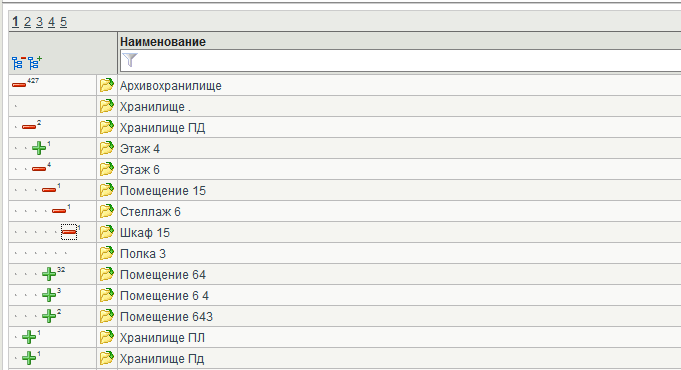 1 2 3 4 5
Наименование
427 Архивохранилище
Хранилище .
2 Хранилище ПД
1 Этаж 4
4 Этаж 6
1 Помещение 15
1 Стеллаж 6
1 Шкаф 15
Полка 3
32 Помещение 64
3 Помещение 6 4
2 Помещение 643
1 Хранилище ПЛ
1 Хранилище Пд